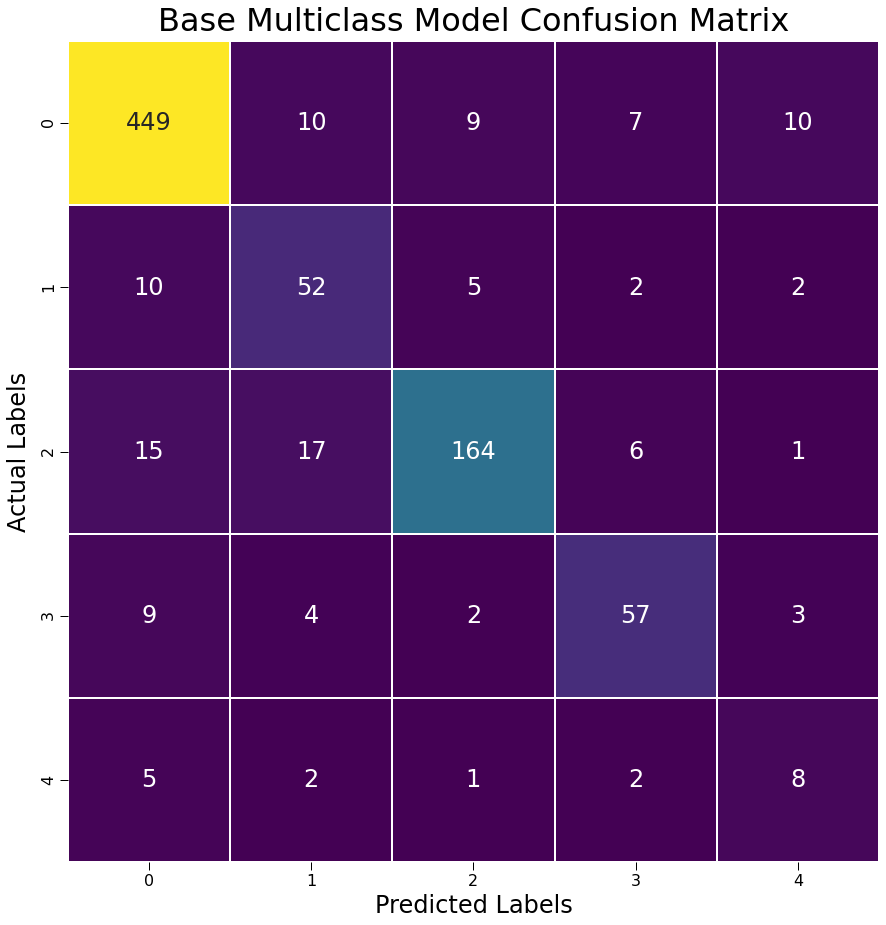 Base Multiclass Model Confusion Matrix
0 449 10 9 7 10
1 10 52 5 2 2
2 15 17 164 6 1
3 9 4 2 57 3
4 5 2 1 2 8
0 1 2 3 4
Actual Labels
Predicted Labels